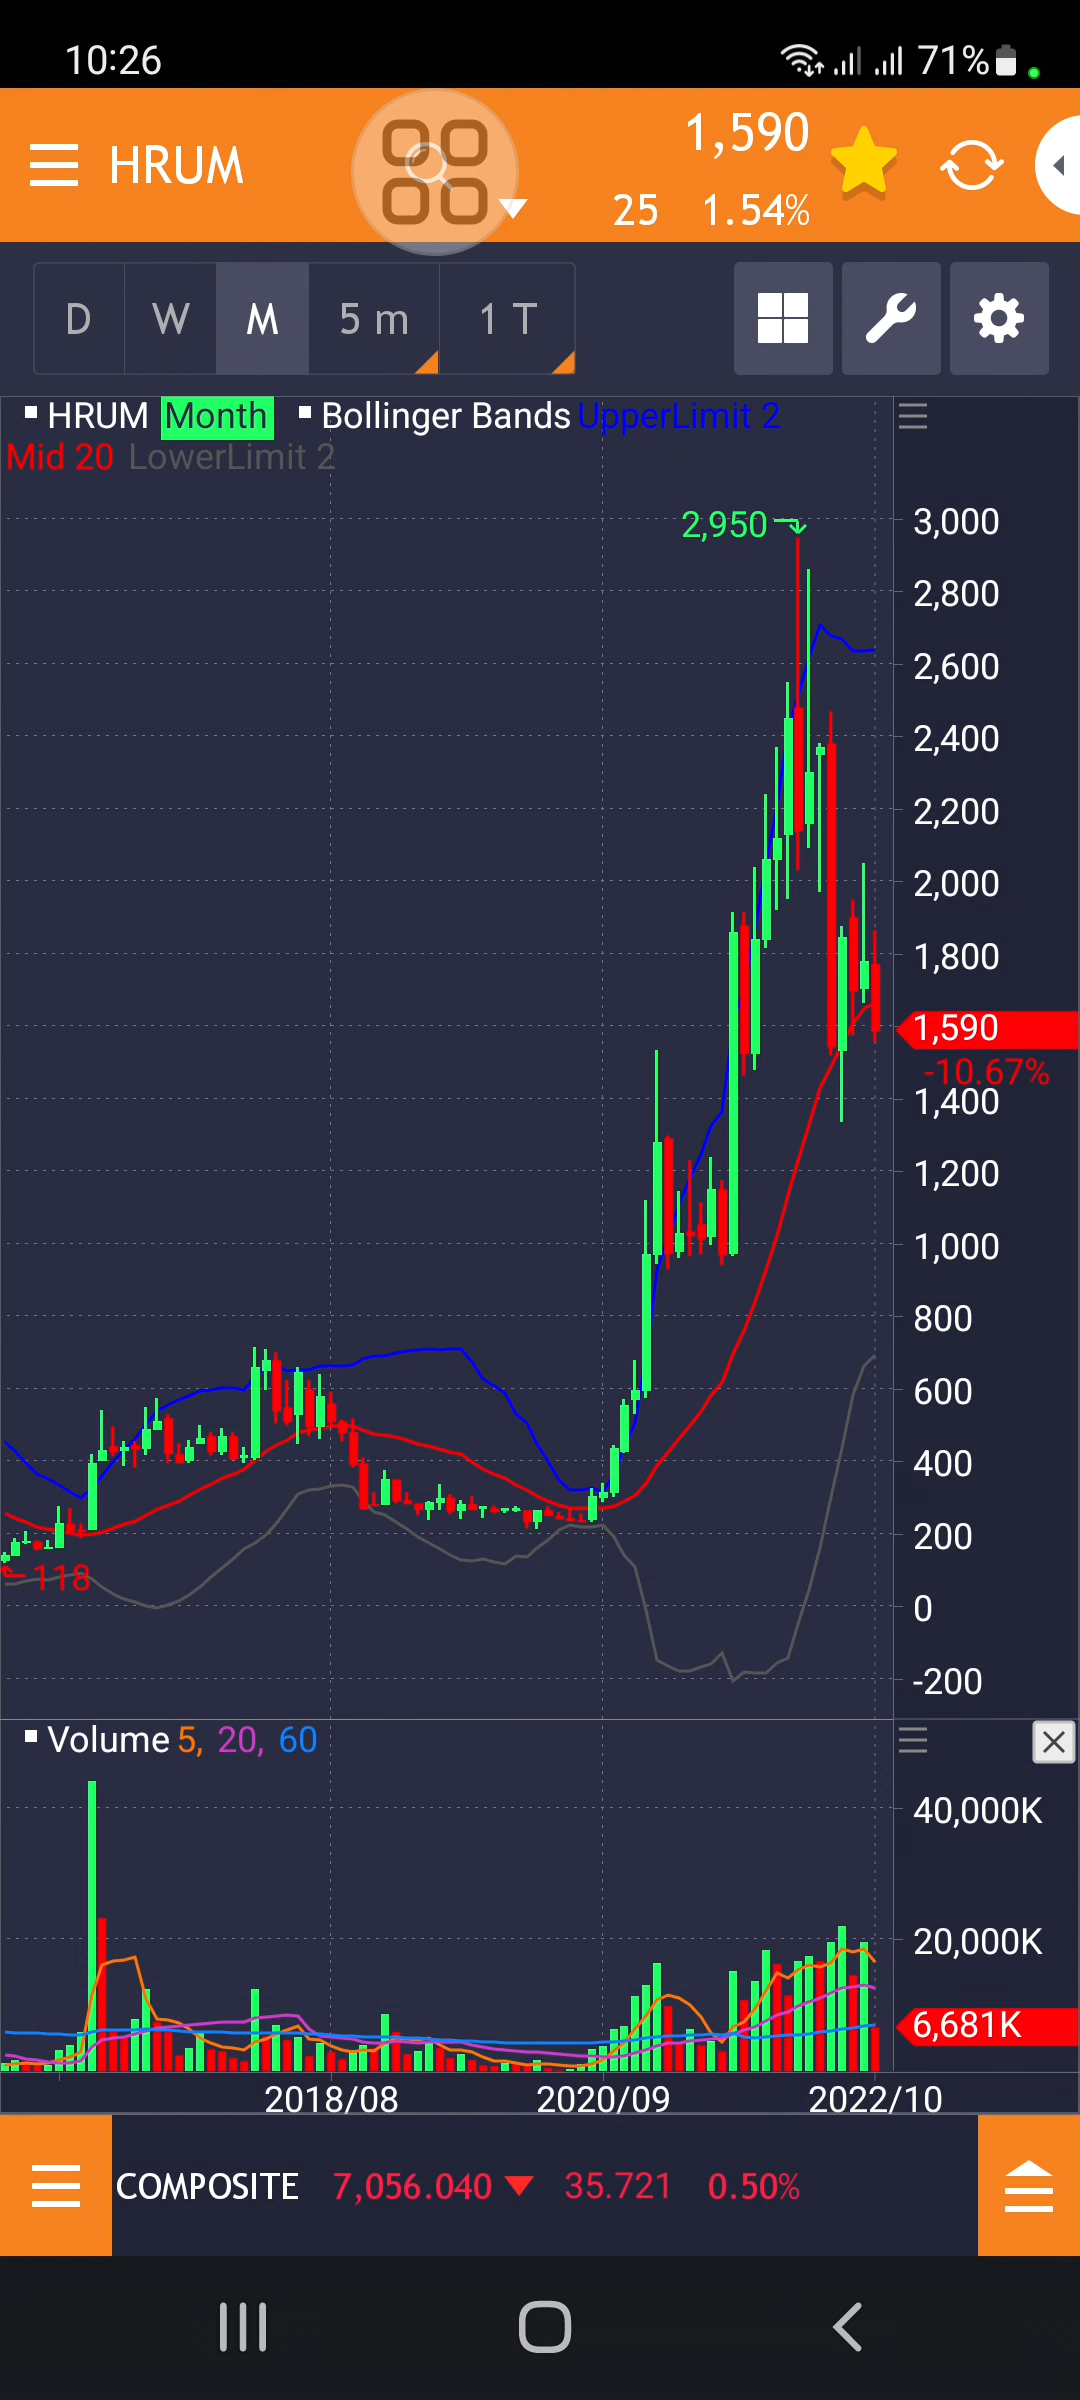 10:26 71%
HRUM 1,590
25 1.54%
D W M 5 m 1 T
HRUM Month Bollinger Bands UpperLimit 2
Mid 20 LowerLimit 2
2,950
3,000
2,800
2,600
2,400
2,200
2,000
1,800
1,590
-10.67%
1,400
1,200
1,000
800
600
400
200
118
0
-200
Volume 5, 20, 60
40,000K
20,000K
6,681K
2018/08 2020/09 2022/10
COMPOSITE 7,056.040 ▼ 35.721 0.50%